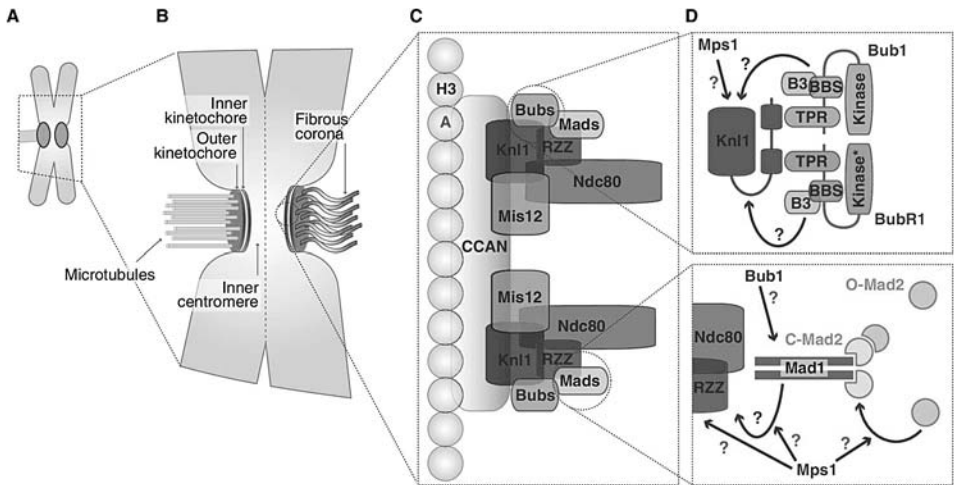 A
B
C
D
Inner
kinetochore
Outer
kinetochore
Fibrous
corona
Microtubules
Inner
centromere
H3
A
CCAN
Bubs
Mads
Knl1
RZZ
Ndc80
Mis12
Mis12
Ndc80
Knl1
RZZ
Mads
Bubs
Mps1
?
?
Bub1
B3
BBS
Kinase
TPR
Knl1
TPR
Kinase*
BBS
B3
BubR1
?
Bub1
?
O-Mad2
Ndc80
C-Mad2
Mad1
RZZ
?
?
?
?
Mps1